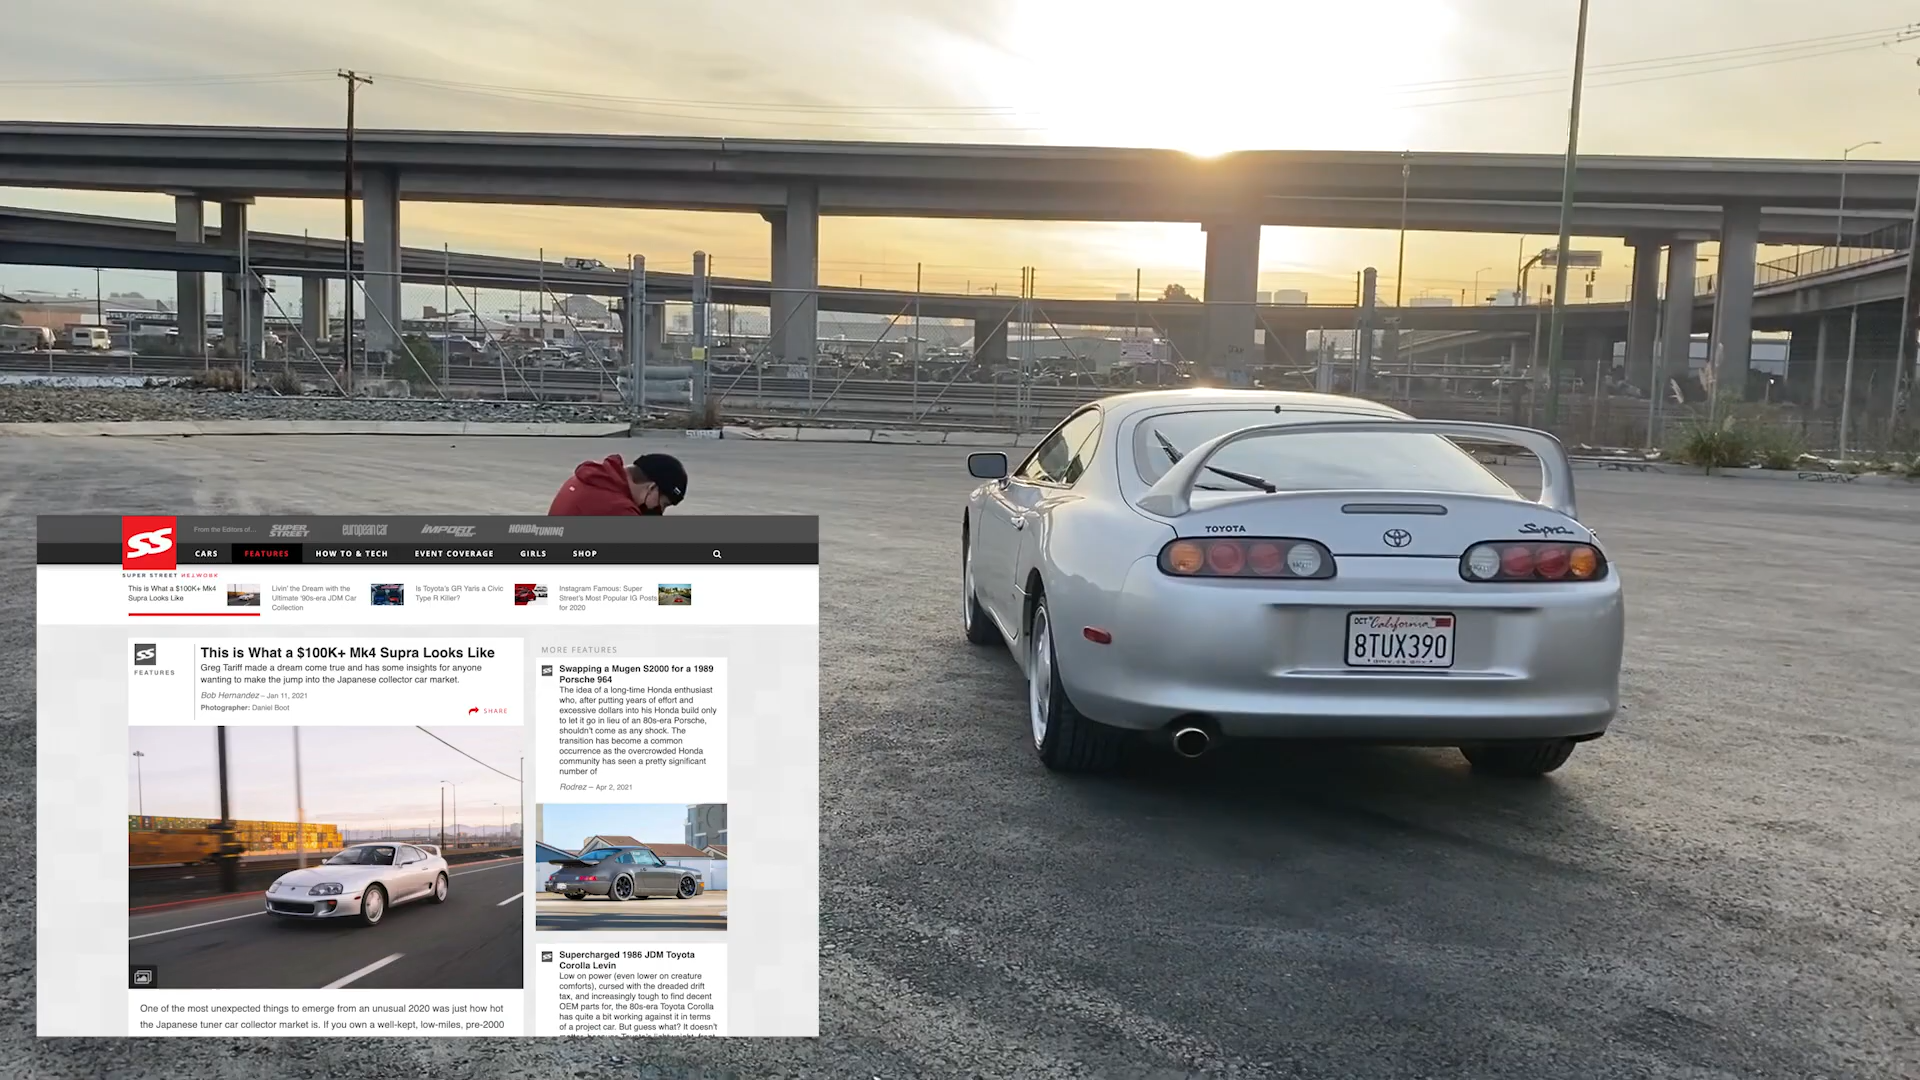 TOYOTA
Supra
OCT California
8TUX390
dmv.ca.gov
SS
SUPER STREET NETWORK
From the Editors of...
SUPER STREET
european car
IMPORT TUNER
HONDA TUNING
CARS
FEATURES
HOW TO & TECH
EVENT COVERAGE
GIRLS
SHOP
This is What a $100K+ Mk4
Supra Looks Like
Livin' the Dream with the
Ultimate '90s-era JDM Car
Collection
Is Toyota's GR Yaris a Civic
Type R Killer?
Instagram Famous: Super
Street's Most Popular IG Posts
for 2020
SS
FEATURES
This is What a $100K+ Mk4 Supra Looks Like
Greg Tariff made a dream come true and has some insights for anyone
wanting to make the jump into the Japanese collector car market.
Bob Hernandez – Jan 11, 2021
Photographer: Daniel Boot
SHARE
One of the most unexpected things to emerge from an unusual 2020 was just how hot
the Japanese tuner car collector market is. If you own a well-kept, low-miles, pre-2000
MORE FEATURES
SS
Swapping a Mugen S2000 for a 1989
Porsche 964
The idea of a long-time Honda enthusiast
who, after putting years of effort and
excessive dollars into his Honda build only
to let it go in lieu of an 80s-era Porsche,
shouldn't come as any shock. The
transition has become a common
occurrence as the overcrowded Honda
community has seen a pretty significant
number of
Rodrez – Apr 2, 2021
SS
Supercharged 1986 JDM Toyota
Corolla Levin
Low on power (even lower on creature
comforts), cursed with the dreaded drift
tax, and increasingly tough to find decent
OEM parts for, the 80s-era Toyota Corolla
has quite a bit working against it in terms
of a project car. But guess what? It doesn't